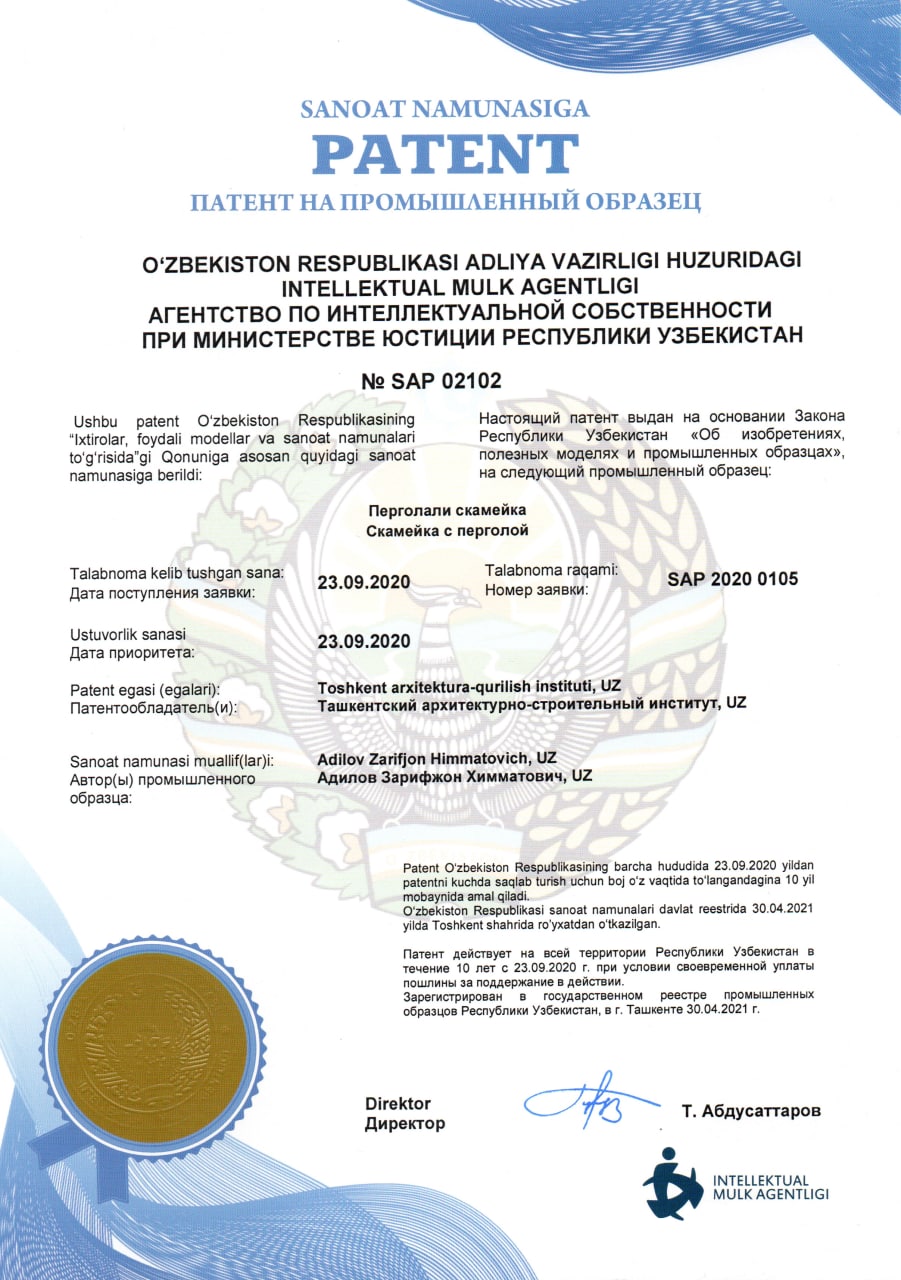 SANOAT NAMUNASIGA
PATENT
ПАТЕНТ НА ПРОМЫШЛЕННЫЙ ОБРАЗЕЦ
O‘ZBEKISTON RESPUBLIKASI ADLIYA VAZIRLIGI HUZURIDAGI
INTELLEKTUAL MULK AGENTLIGI
АГЕНТСТВО ПО ИНТЕЛЛЕКТУАЛЬНОЙ СОБСТВЕННОСТИ
ПРИ МИНИСТЕРСТВЕ ЮСТИЦИИ РЕСПУБЛИКИ УЗБЕКИСТАН
№ SAP 02102
Ushbu patent O‘zbekiston Respublikasining
“Ixtirolar, foydali modellar va sanoat namunalari
to‘g‘risida”gi Qonuniga asosan quyidagi sanoat
namunasiga berildi:
Настоящий патент выдан на основании Закона
Республики Узбекистан «Об изобретениях,
полезных моделях и промышленных образцах»,
на следующий промышленный образец:
Перголали скамейка
Скамейка с перголой
Talabnoma kelib tushgan sana:
Дата поступления заявки:
23.09.2020
Talabnoma raqami:
Номер заявки:
SAP 2020 0105
Ustuvorlik sanasi
Дата приоритета:
23.09.2020
Patent egasi (egalari):
Патентообладатель(и):
Toshkent arxitektura-qurilish instituti, UZ
Ташкентский архитектурно-строительный институт, UZ
Sanoat namunasi muallif(lar)i:
Автор(ы) промышленного
образца:
Adilov Zarifjon Himmatovich, UZ
Адилов Зарифжон Химматович, UZ
Patent O‘zbekiston Respublikasining barcha hududida 23.09.2020 yildan
patentni kuchda saqlab turish uchun boj o‘z vaqtida to‘langandagina 10 yil
mobaynida amal qiladi.
O‘zbekiston Respublikasi sanoat namunalari davlat reestrida 30.04.2021
yilda Toshkent shahrida ro’yxatdan o‘tkazilgan.
Патент действует на всей территории Республики Узбекистан в
течение 10 лет с 23.09.2020 г. при условии своевременной уплаты
пошлины за поддержание в действии.
Зарегистрирован в государственном реестре промышленных
образцов Республики Узбекистан, в г. Ташкенте 30.04.2021 г.
Direktor
Директор
Т. Абдусаттаров
INTELLEKTUAL
MULK AGENTLIGI